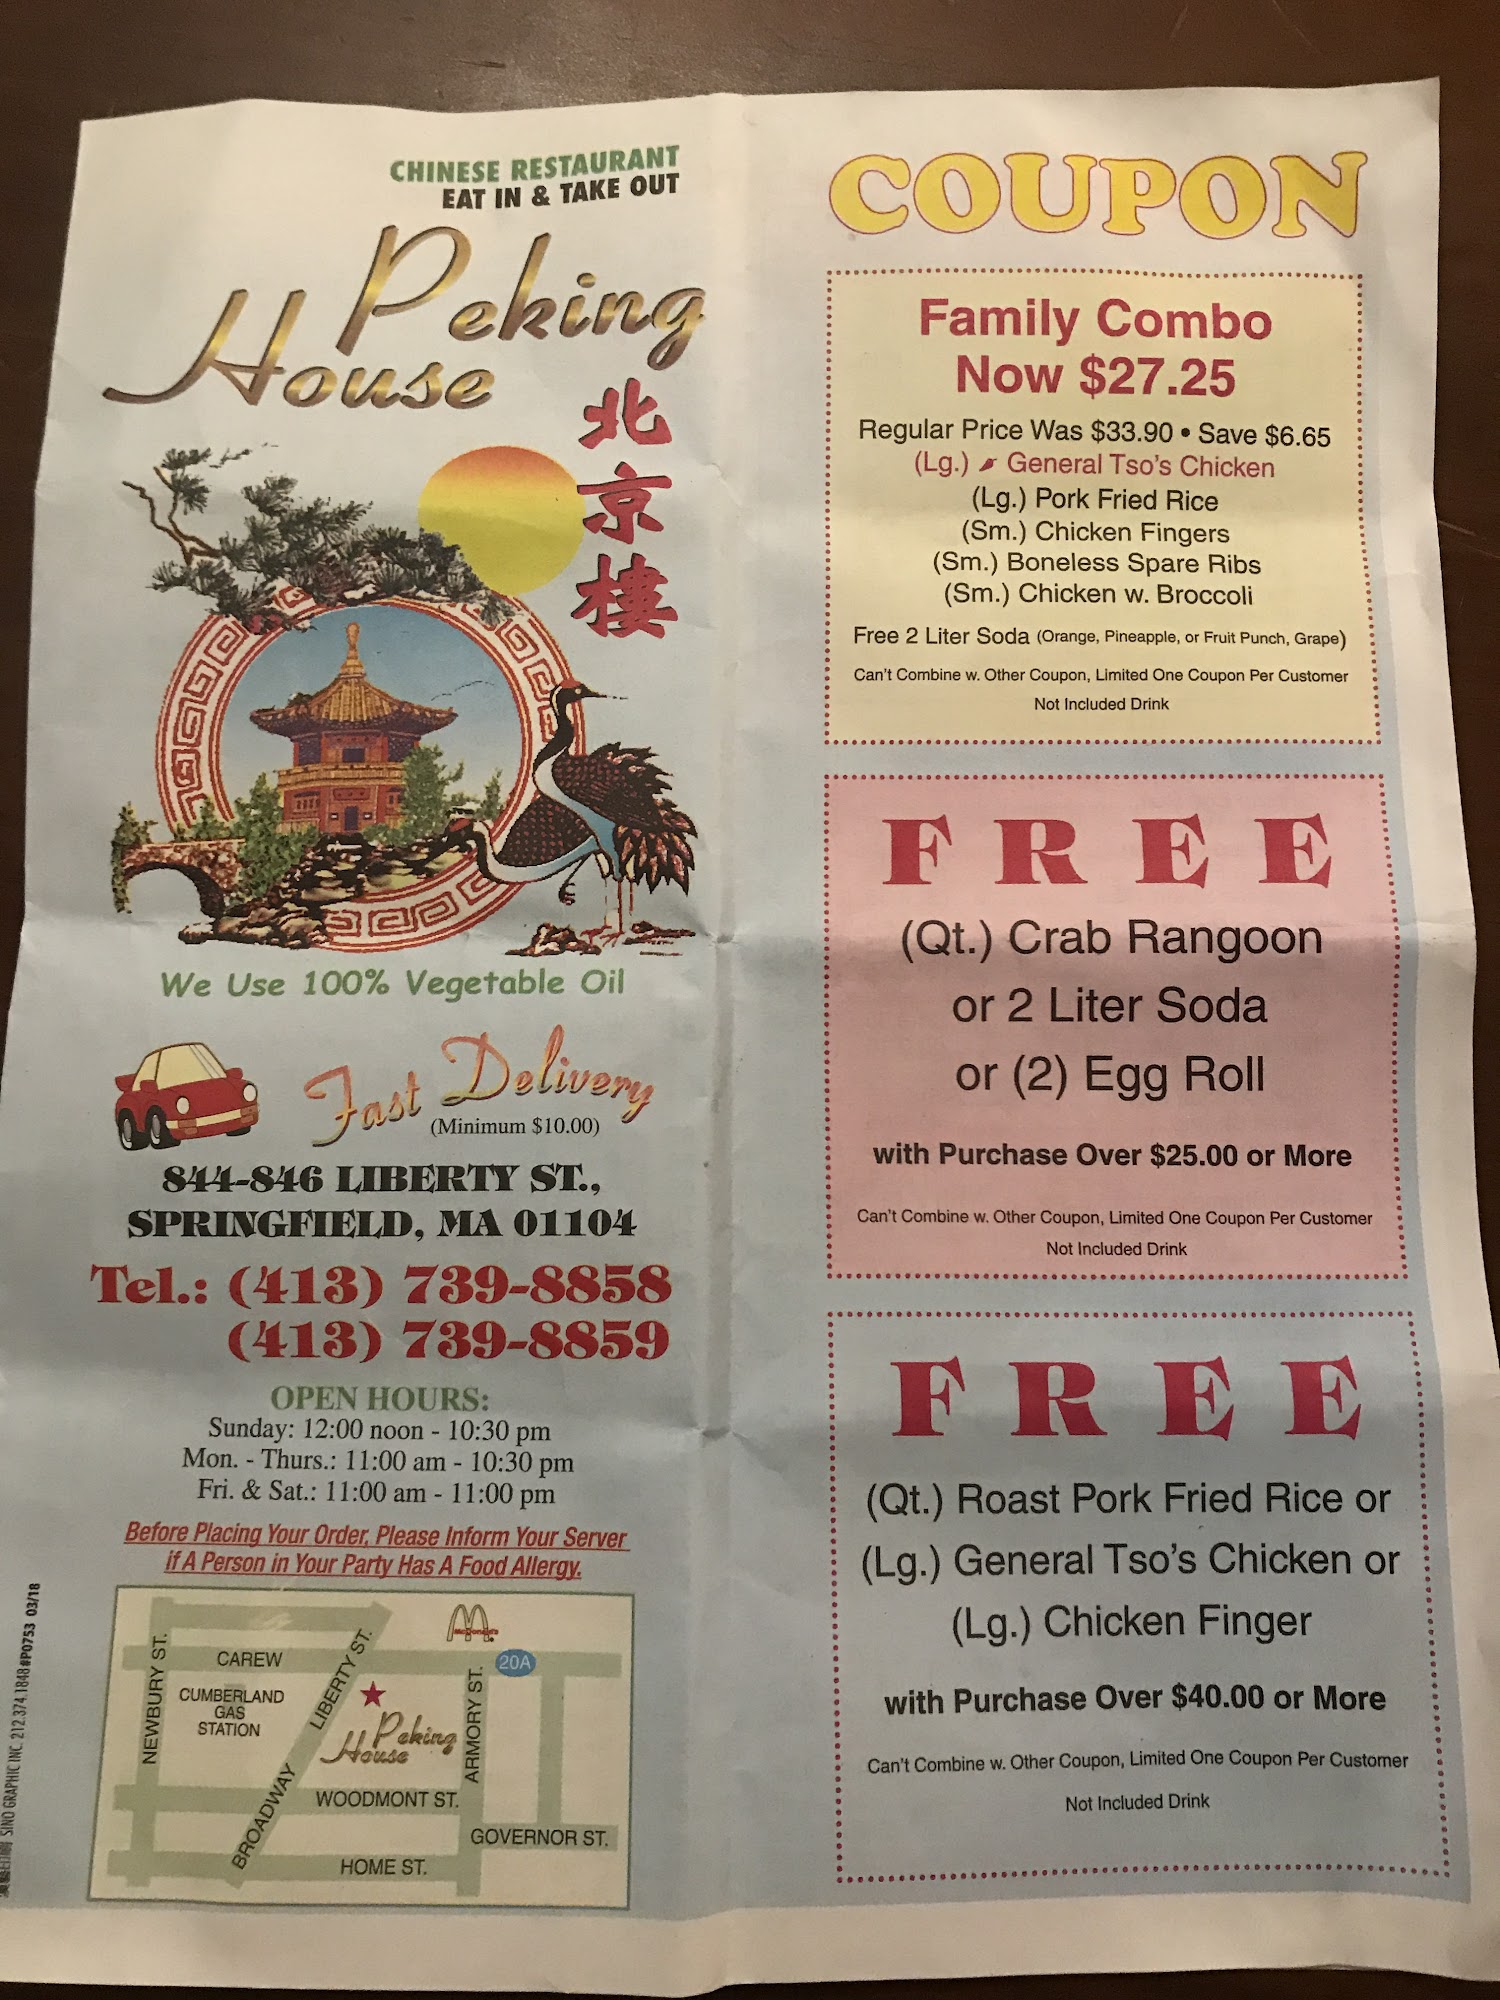 CHINESE RESTAURANT
EAT IN & TAKE OUT
Peking
House
北
京
樓
We Use 100% Vegetable Oil
Fast Delivery
(Minimum $10.00)
844-846 LIBERTY ST.,
SPRINGFIELD, MA 01104
Tel.: (413) 739-8858
(413) 739-8859
OPEN HOURS:
Sunday: 12:00 noon - 10:30 pm
Mon. - Thurs.: 11:00 am - 10:30 pm
Fri. & Sat.: 11:00 am - 11:00 pm
Before Placing Your Order, Please Inform Your Server
if A Person in Your Party Has A Food Allergy.
NEWBURY ST.
CAREW
LIBERTY ST.
McDonald's
20A
CUMBERLAND
GAS
STATION
Peking
House
ARMORY ST.
BROADWAY
WOODMONT ST.
GOVERNOR ST.
HOME ST.
SINO GRAPHIC INC. 212.374.1848 #P0753 03/18
COUPON
Family Combo
Now $27.25
Regular Price Was $33.90 • Save $6.65
(Lg.) General Tso's Chicken
(Lg.) Pork Fried Rice
(Sm.) Chicken Fingers
(Sm.) Boneless Spare Ribs
(Sm.) Chicken w. Broccoli
Free 2 Liter Soda (Orange, Pineapple, or Fruit Punch, Grape)
Can't Combine w. Other Coupon, Limited One Coupon Per Customer
Not Included Drink
FREE
(Qt.) Crab Rangoon
or 2 Liter Soda
or (2) Egg Roll
with Purchase Over $25.00 or More
Can't Combine w. Other Coupon, Limited One Coupon Per Customer
Not Included Drink
FREE
(Qt.) Roast Pork Fried Rice or
(Lg.) General Tso's Chicken or
(Lg.) Chicken Finger
with Purchase Over $40.00 or More
Can't Combine w. Other Coupon, Limited One Coupon Per Customer
Not Included Drink